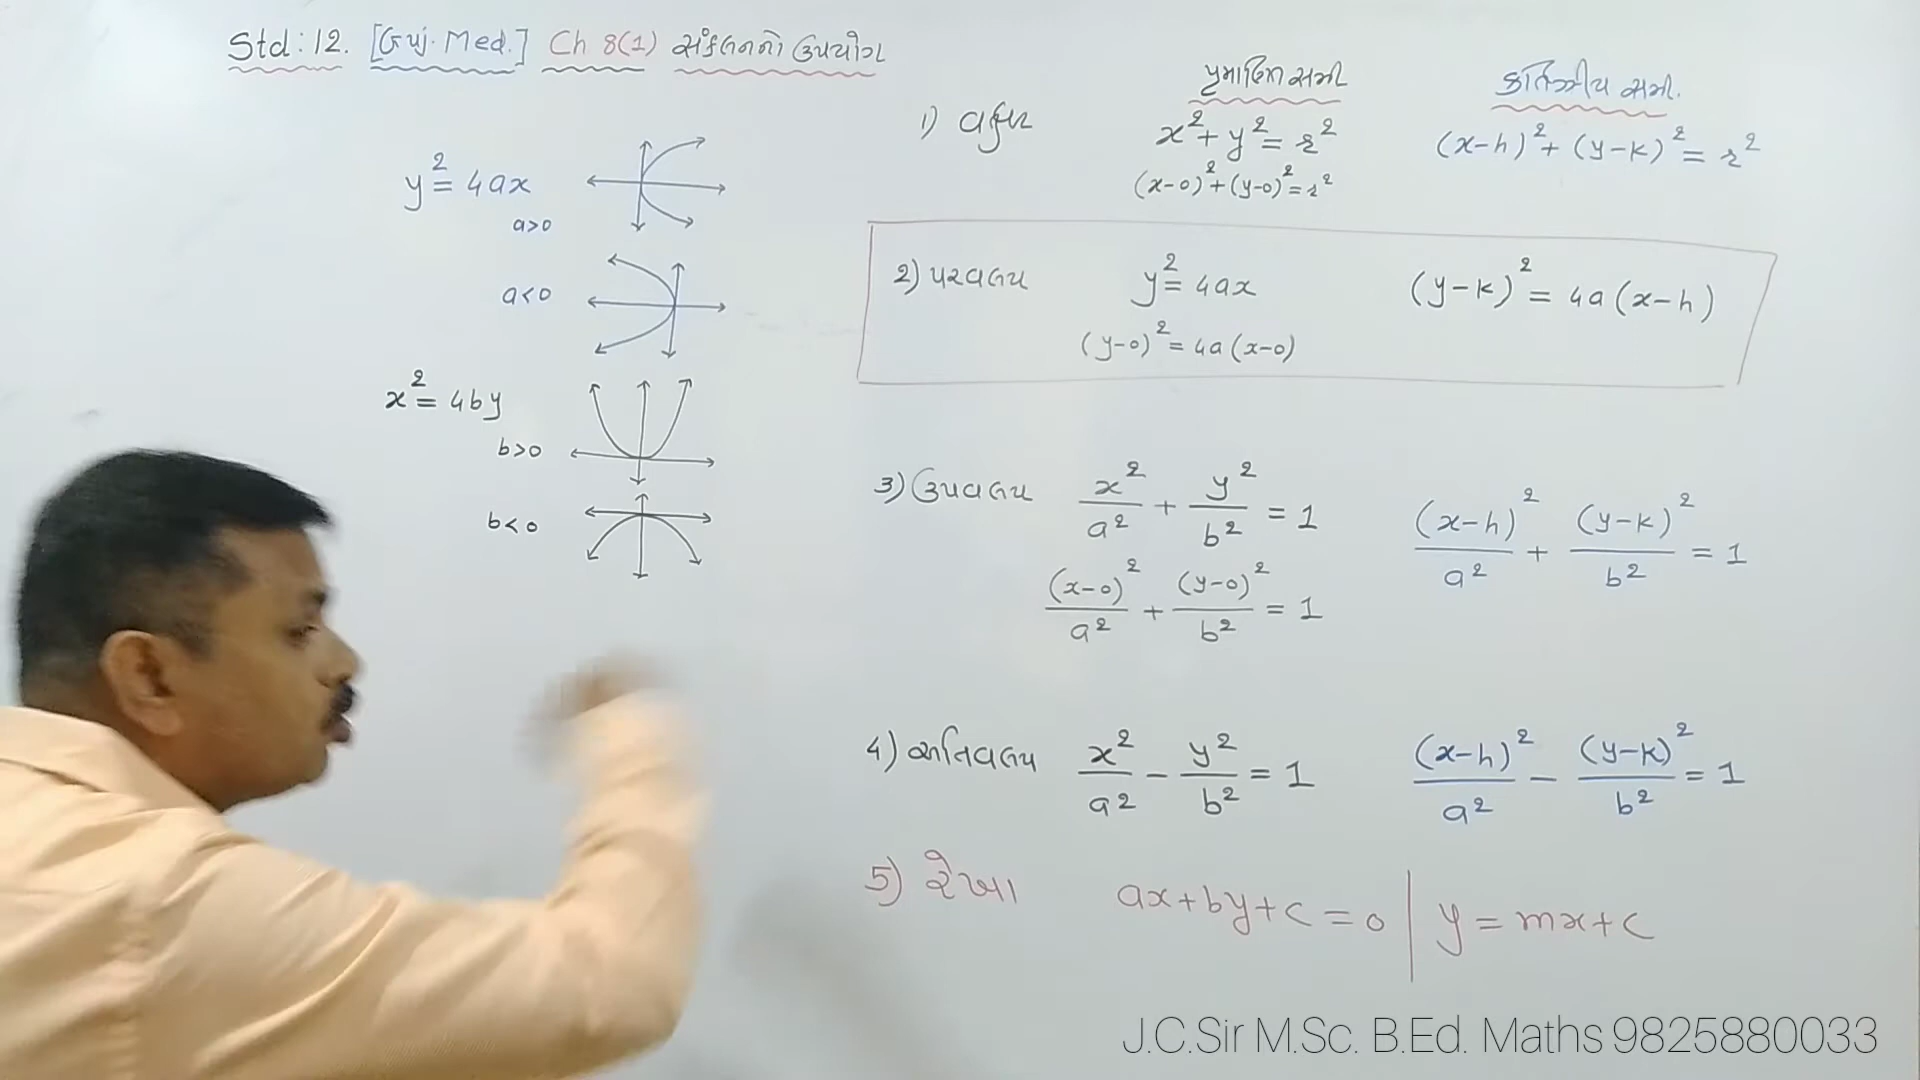 Std: 12. [Guj. Med.] Ch 8(1) સંકલનનો ઉપયોગ
y² = 4ax
a>0
a<0
x² = 4by
b>0
b<0
પ્રમાણિત સમી
કાર્તેઝીય સમી.
1) વર્તુળ x² + y² = r² (x-h)² + (y-k)² = r²
(x-0)² + (y-0)² = r²
2) પરવલય y² = 4ax (y-k)² = 4a(x-h)
(y-0)² = 4a(x-0)
3) ઉપવલય x²/a² + y²/b² = 1 (x-h)²/a² + (y-k)²/b² = 1
(x-0)²/a² + (y-0)²/b² = 1
4) અતિવલય x²/a² - y²/b² = 1 (x-h)²/a² - (y-k)²/b² = 1
5) રેખા ax+by+c = 0 | y = mx+c
J.C.Sir M.Sc. B.Ed. Maths 9825880033